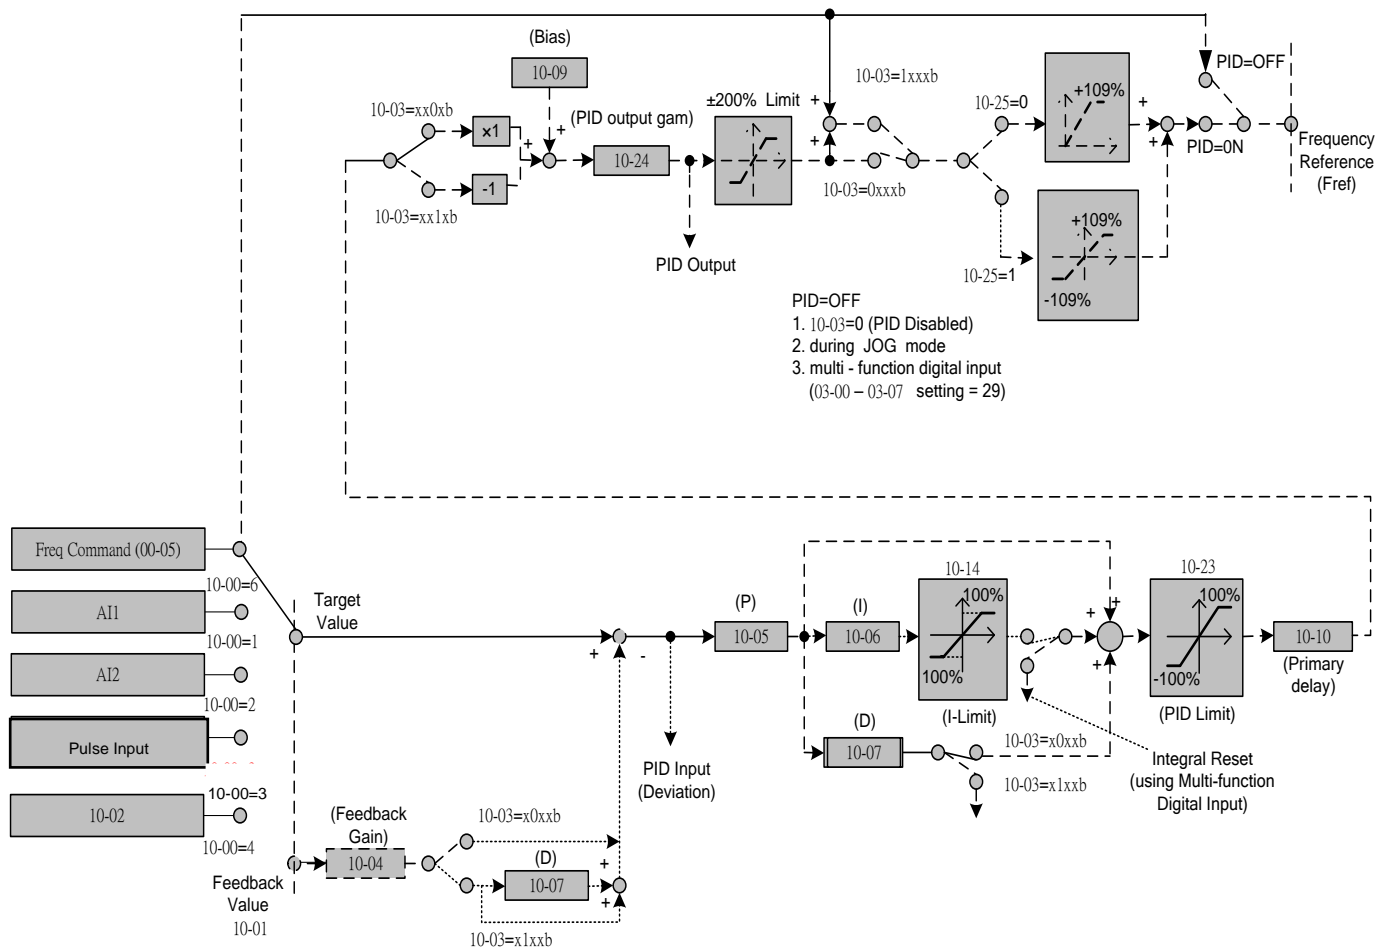 (Bias)
10-09
10-03=xx0xb
×1
-1
10-03=xx1xb
+
+
(PID output gam)
10-24
PID Output
±200% Limit
+
+
10-03=1xxxb
10-03=0xxxb
10-25=0
+109%
10-25=1
+109%
-109%
+
+
PID=OFF
PID=0N
Frequency
Reference
(Fref)
PID=OFF
1. 10-03=0 (PID Disabled)
2. during JOG mode
3. multi - function digital input
(03-00 – 03-07 setting = 29)
Freq Command (00-05)
10-00=6
AI1
10-00=1
AI2
10-00=2
Pulse Input
10-00=3
10-02
10-00=4
Target
Value
Feedback
Value
10-01
(Feedback
Gain)
10-04
10-03=x0xxb
(D)
10-07
+
+
10-03=x1xxb
+
-
PID Input
(Deviation)
(P)
10-05
(I)
10-06
10-14
100%
100%
(I-Limit)
(D)
10-07
10-03=x0xxb
10-03=x1xxb
+
+
+
Integral Reset
(using Multi-function
Digital Input)
10-23
100%
-100%
(PID Limit)
10-10
(Primary
delay)